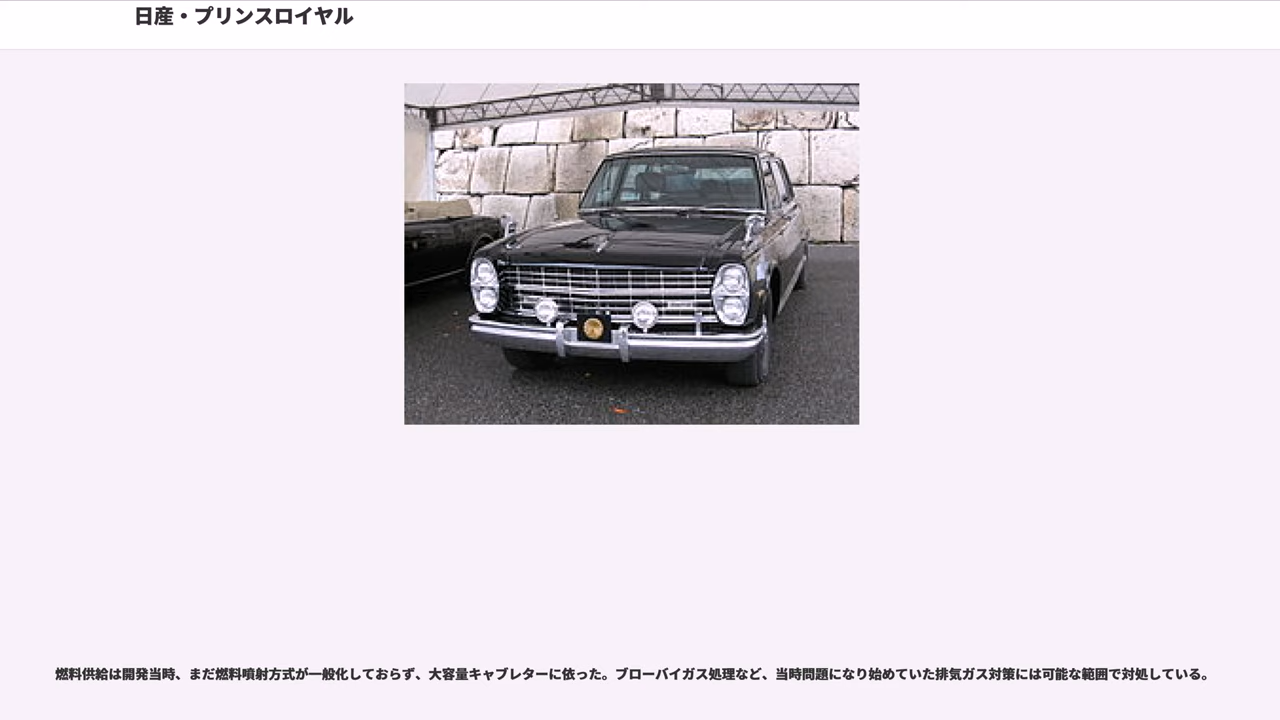 日産・プリンスロイヤル
燃料供給は開発当時、まだ燃料噴射方式が一般化しておらず、大容量キャブレターに依った。ブローバイガス処理など、当時問題になり始めていた排気ガス対策には可能な範囲で対処している。